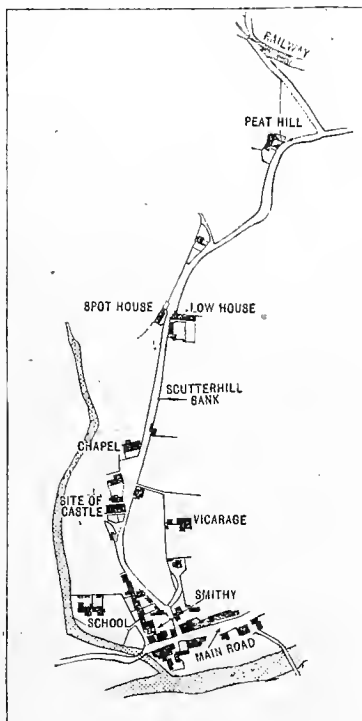 RAILWAY
PEAT HILL
SPOT HOUSE
LOW HOUSE
SCUTTERHILL
BANK
CHAPEL
SITE OF
CASTLE
VICARAGE
SMITHY
SCHOOL
MAIN ROAD